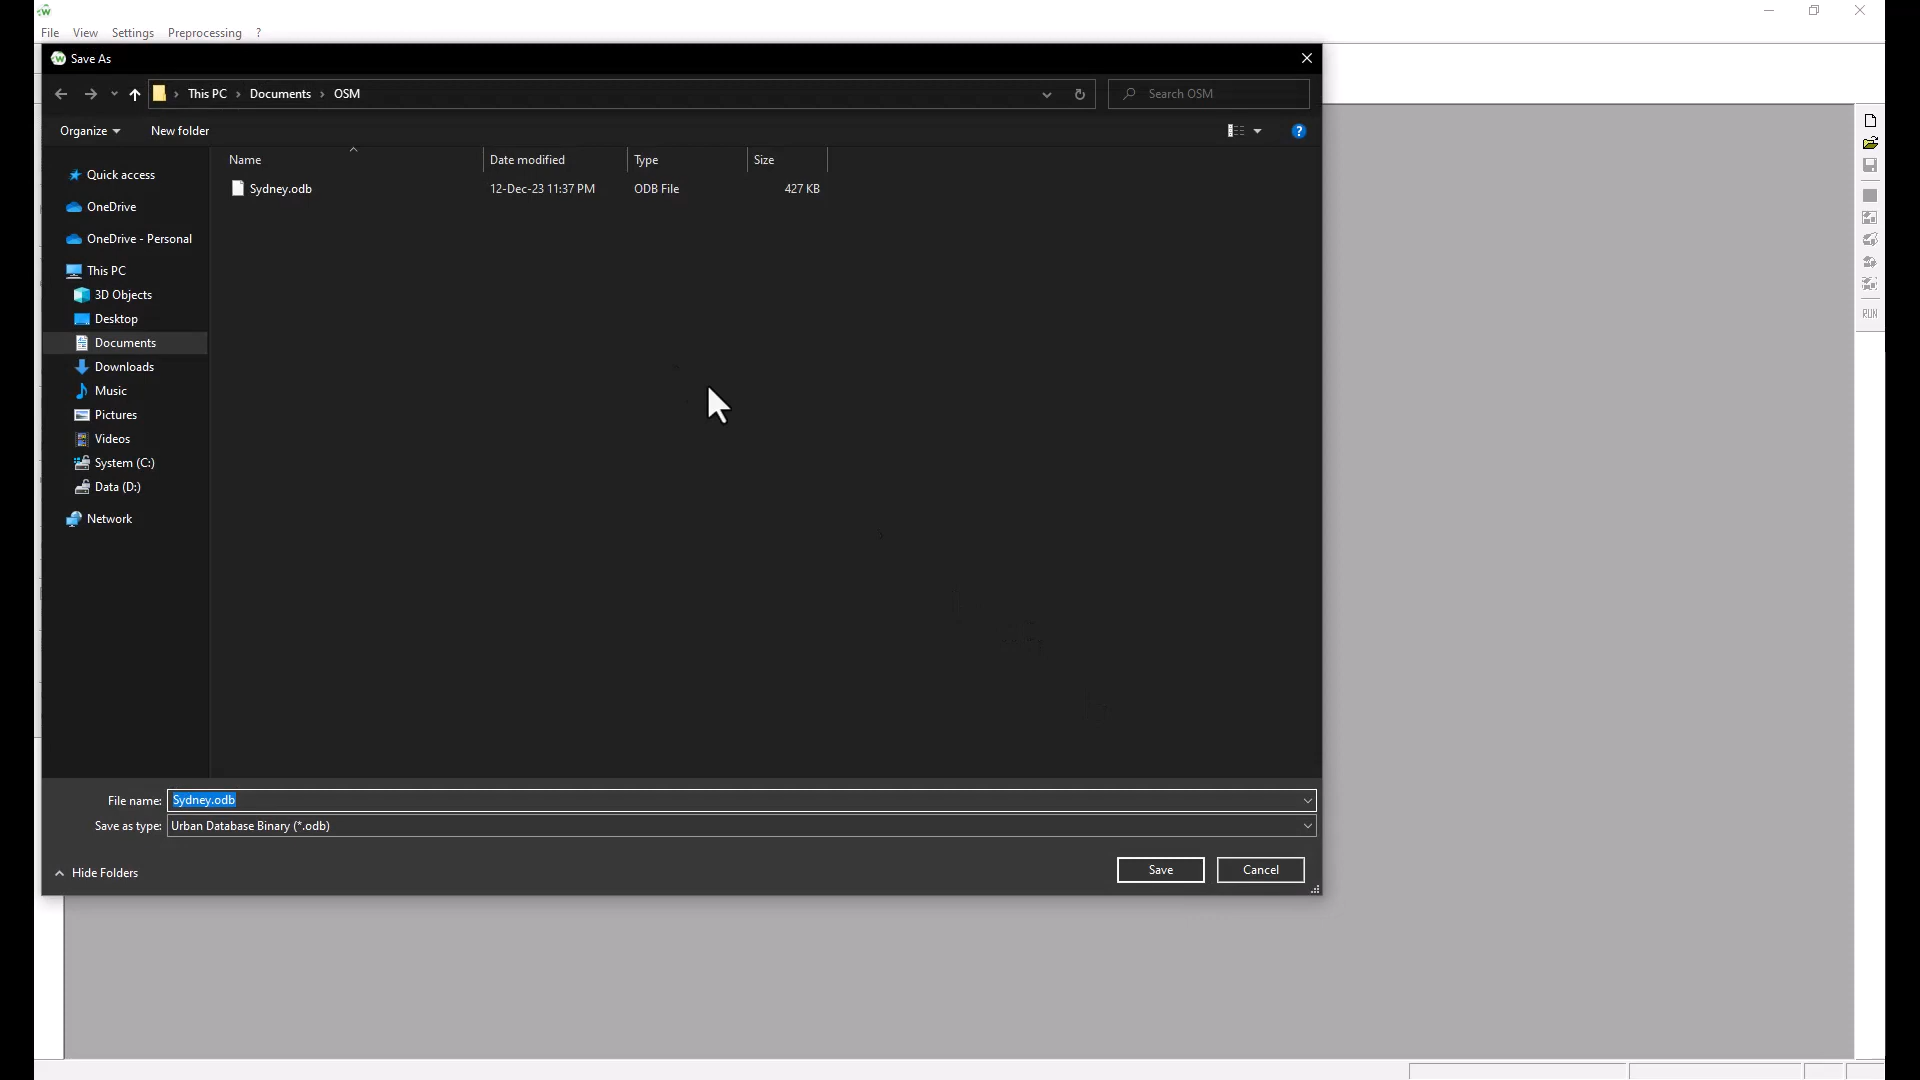 File View Settings Preprocessing ?
Save As
This PC Documents OSM Search OSM
Organize New folder
Name Date modified Type Size
Sydney.odb 12-Dec-23 11:37 PM ODB File 427 KB
Quick access
OneDrive
OneDrive - Personal
This PC
3D Objects
Desktop
Documents
Downloads
Music
Pictures
Videos
System (C:)
Data (D:)
Network
RUN
File name: Sydney.odb
Save as type: Urban Database Binary (*.odb)
Hide Folders Save Cancel